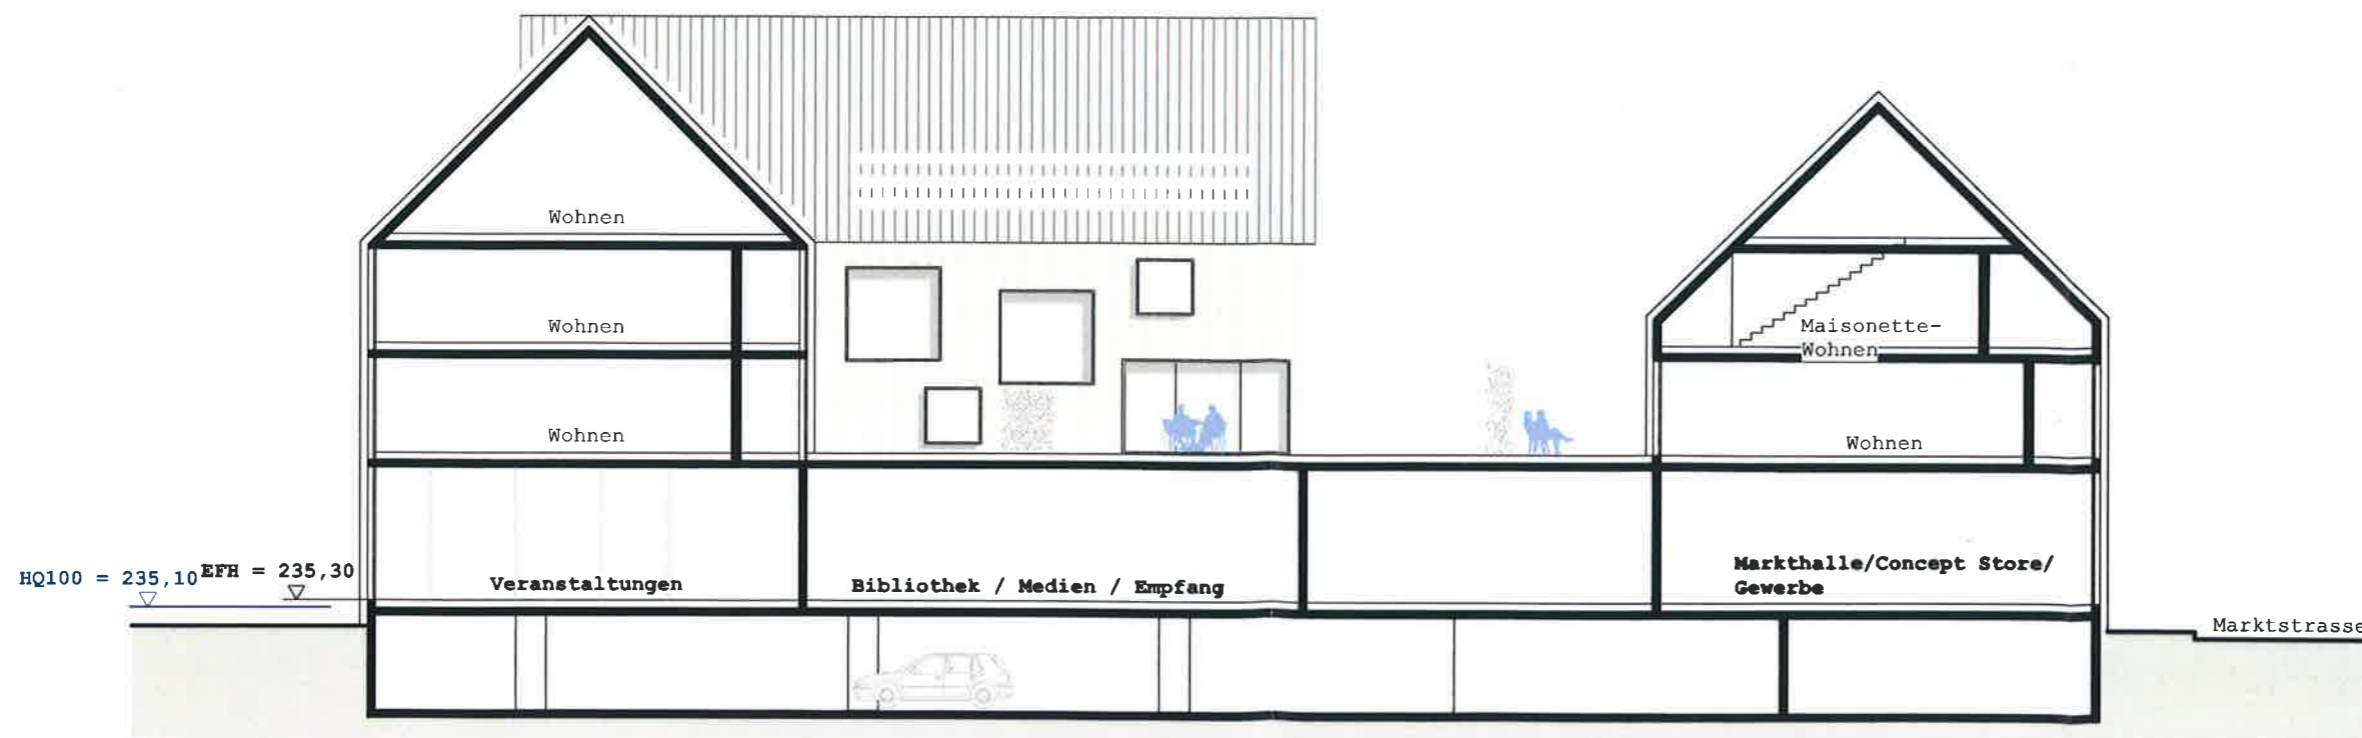 Wohnen
Wohnen
Wohnen
Maisonette-
Wohnen
Wohnen
HQ100 = 235,10
EFH = 235,30
Veranstaltungen
Bibliothek / Medien / Empfang
Markthalle/Concept Store/
Gewerbe
Marktstrasse